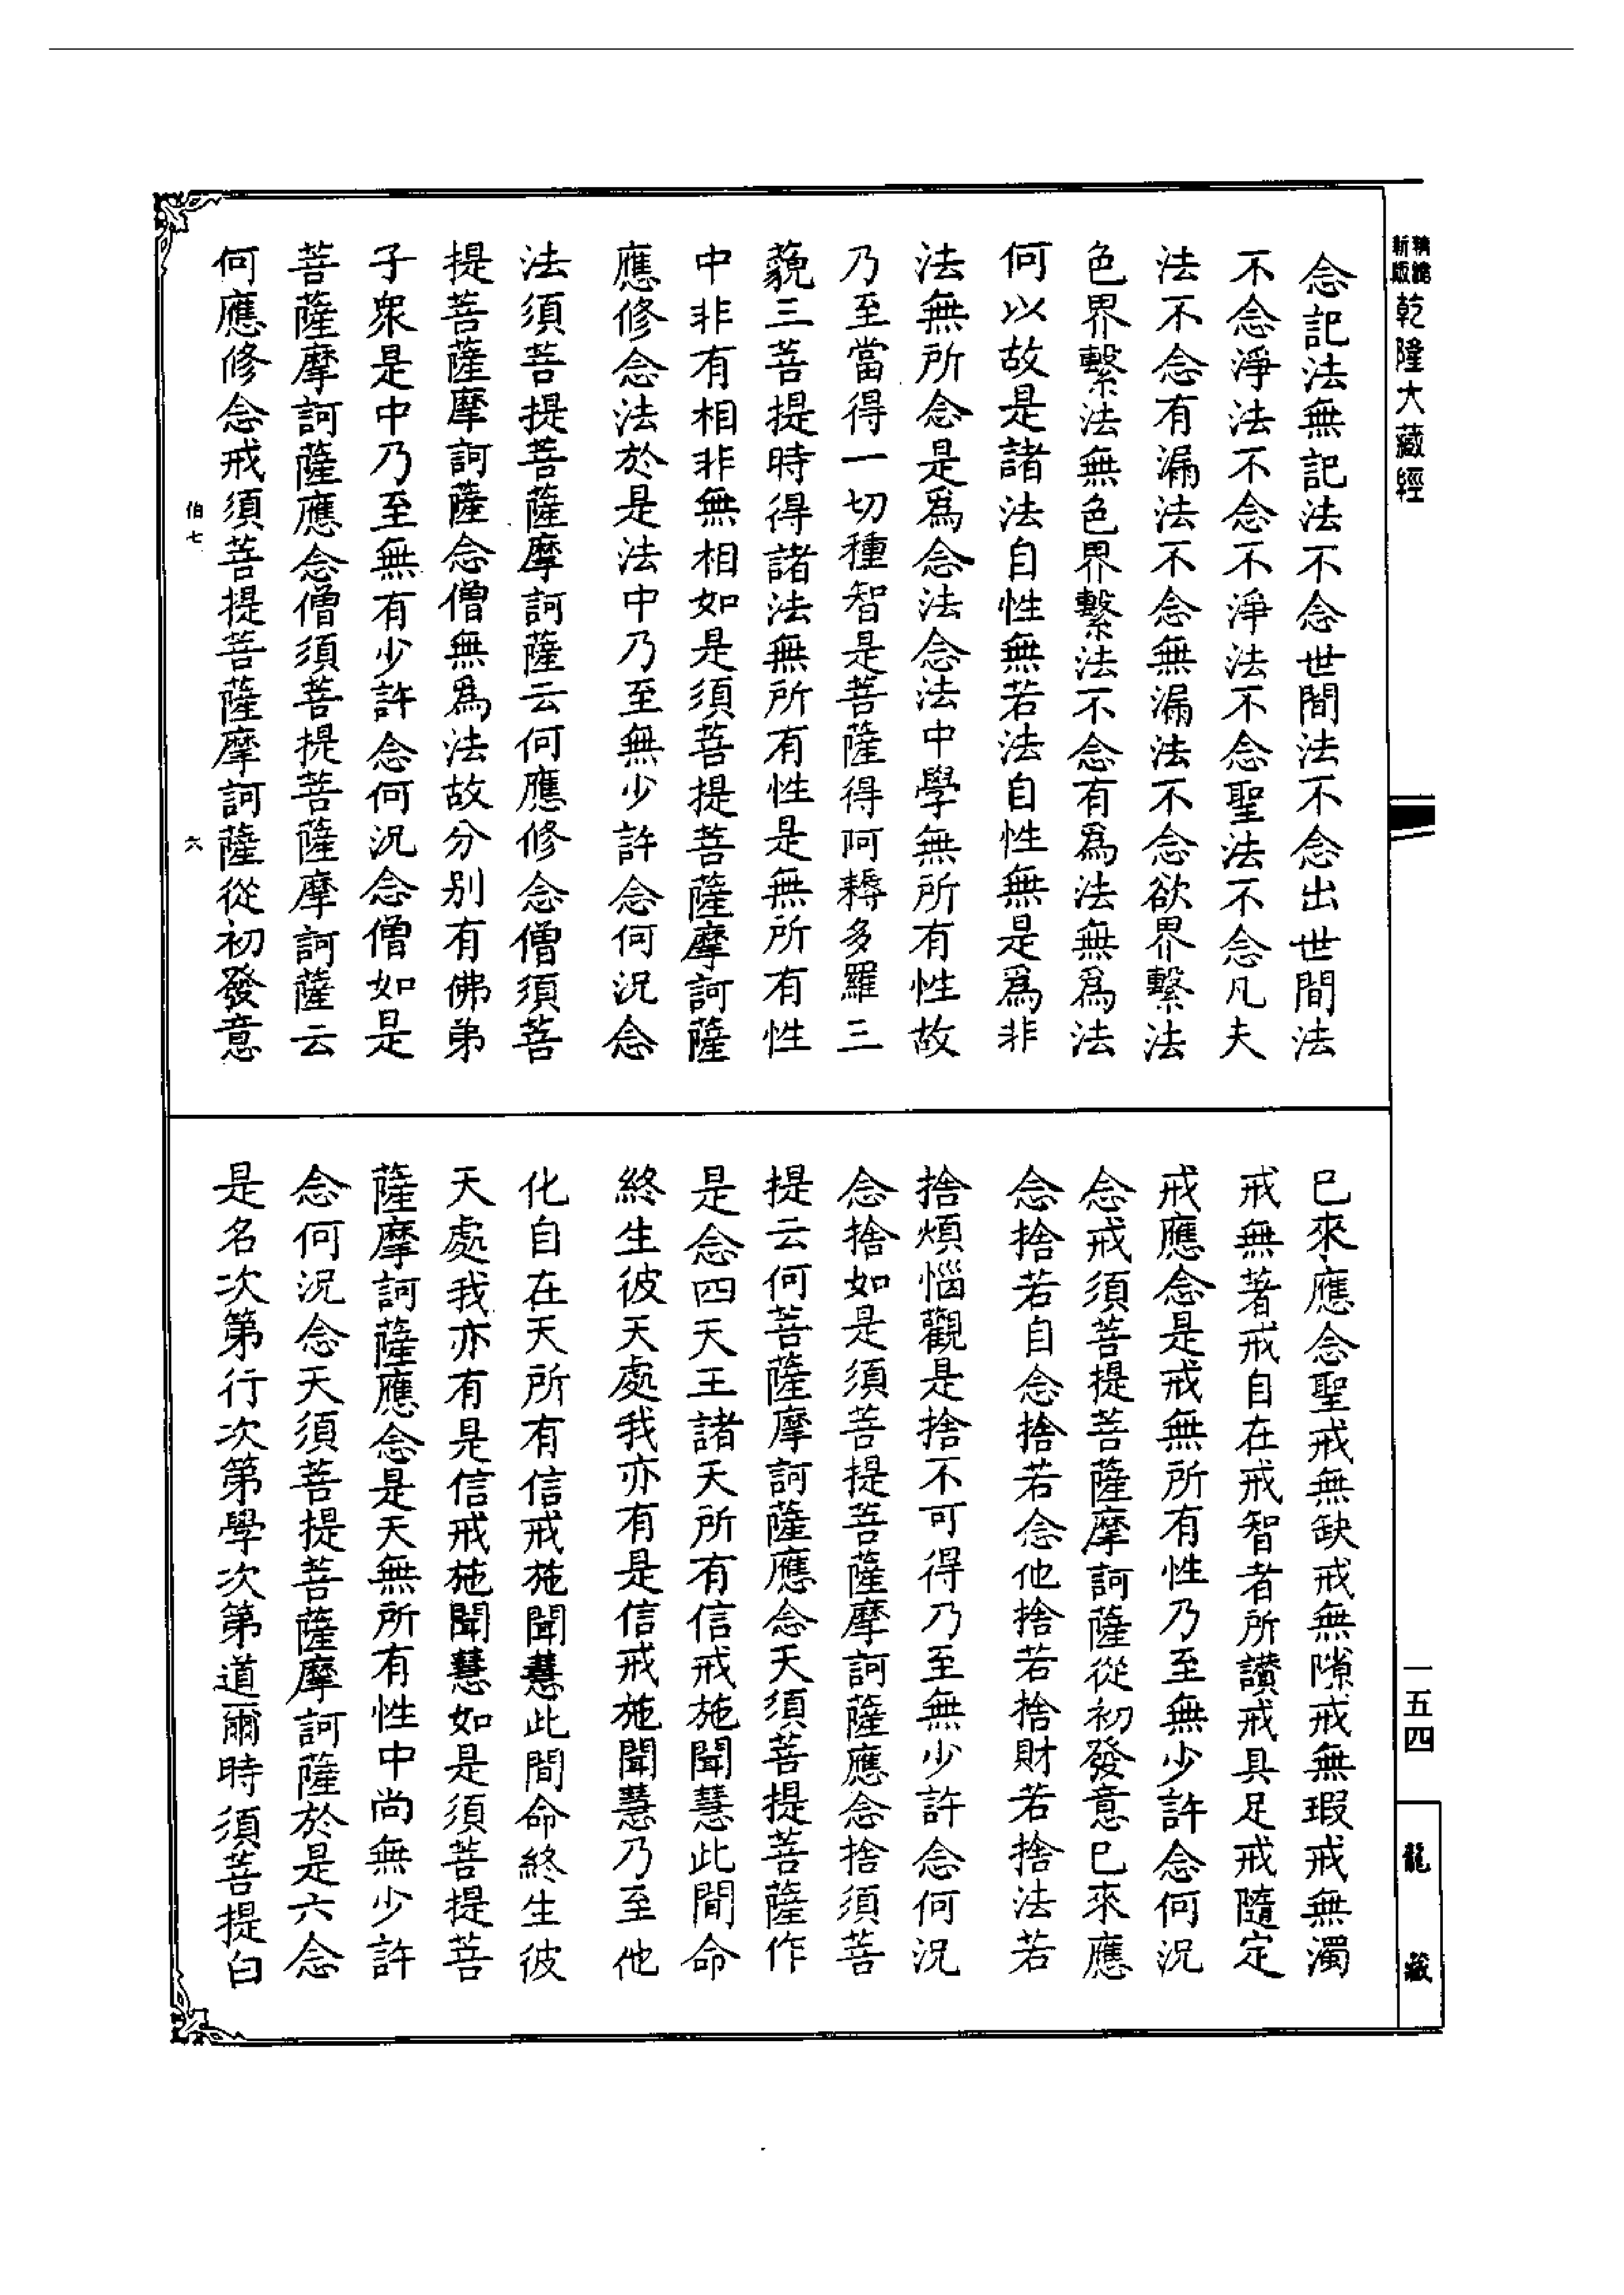 新版
乾隆大藏經
念記法無記法不念世間法不念出世間法
不念淨法不念不淨法不念聖法不念凡夫
法不念有漏法不念無漏法不念欲界繫法
色界繫法無色界繫法不念有爲法無爲法
何以故是諸法自性無若法自性無是爲非
法無所念是爲念法念法中學無所有性故
乃至當得一切種智是菩薩得阿耨多羅三
藐三菩提時得諸法無所有性是無所有性
中非有相非無相如是須菩提菩薩摩訶薩
應修念法於是法中乃至無少許念何況念
法須菩提菩薩摩訶薩云何應修念僧須菩
提菩薩摩訶薩念僧無爲法故分別有佛弟
子衆是中乃至無有少許念何況念僧如是
菩薩摩訶薩應念僧須菩提菩薩摩訶薩云
何應修念戒須菩提菩薩摩訶薩從初發意
伯七
六
已來應念聖戒無缺戒無隙戒無瑕戒無濁
戒無著戒自在戒智者所讚戒具足戒隨定
戒應念是戒無所有性乃至無少許念何況
念戒須菩提菩薩摩訶薩從初發意已來應
念捨若自念捨若念他捨若捨財若捨法若
捨煩惱觀是捨不可得乃至無少許念何況
念捨如是須菩提菩薩摩訶薩應念捨須菩
提云何菩薩摩訶薩應念天須菩提菩薩作
是念四天王諸天所有信戒施聞慧此間命
終生彼天處我亦有是信戒施聞慧乃至他
化自在天所有信戒施聞慧此間命終生彼
天處我亦有是信戒施聞慧如是須菩提菩
薩摩訶薩應念是天無所有性中尚無少許
念何況念天須菩提菩薩摩訶薩於是六念
是名次第行次第學次第道爾時須菩提白
一五四
龍藏